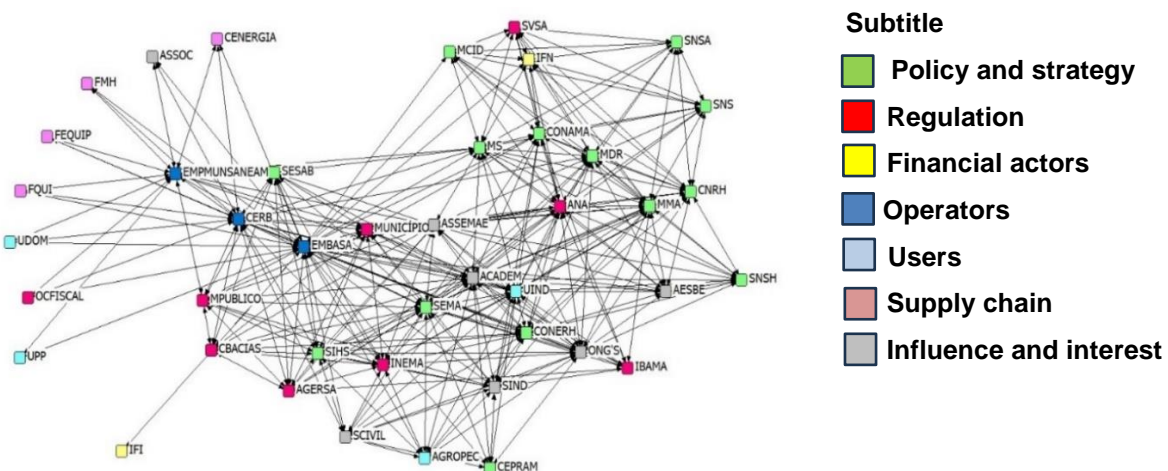 SVSA
MCID
IFN
SNSA
CENERGIA
ASSOC
FMH
SNS
FEQUIP
CONAMA
MS
MDR
EMPMUNSANEAM
SESAB
FQUI
CNRH
ANA
MMA
CERB
MUNICÍPIO
ASSEMAE
UDOM
EMBASA
ACADEM
SNSH
UIND
AESBE
OCFISCAL
MPUBLICO
SEMA
CONERH
CBACIAS
SIHS
ONG'S
UPP
INEMA
IBAMA
AGERSA
SIND
SCIVIL
IFI
AGROPEC
CEPRAM
Subtitle
Policy and strategy
Regulation
Financial actors
Operators
Users
Supply chain
Influence and interest